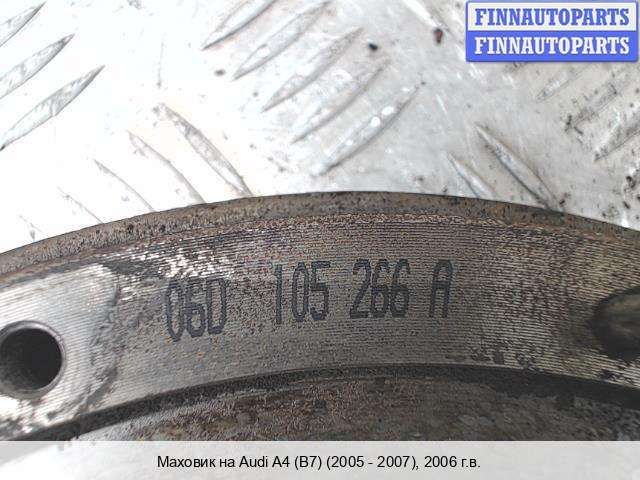 FINNAUTOPARTS
FINNAUTOPARTS
06D 105 266 A
Маховик на Audi A4 (B7) (2005 - 2007), 2006 г.в.